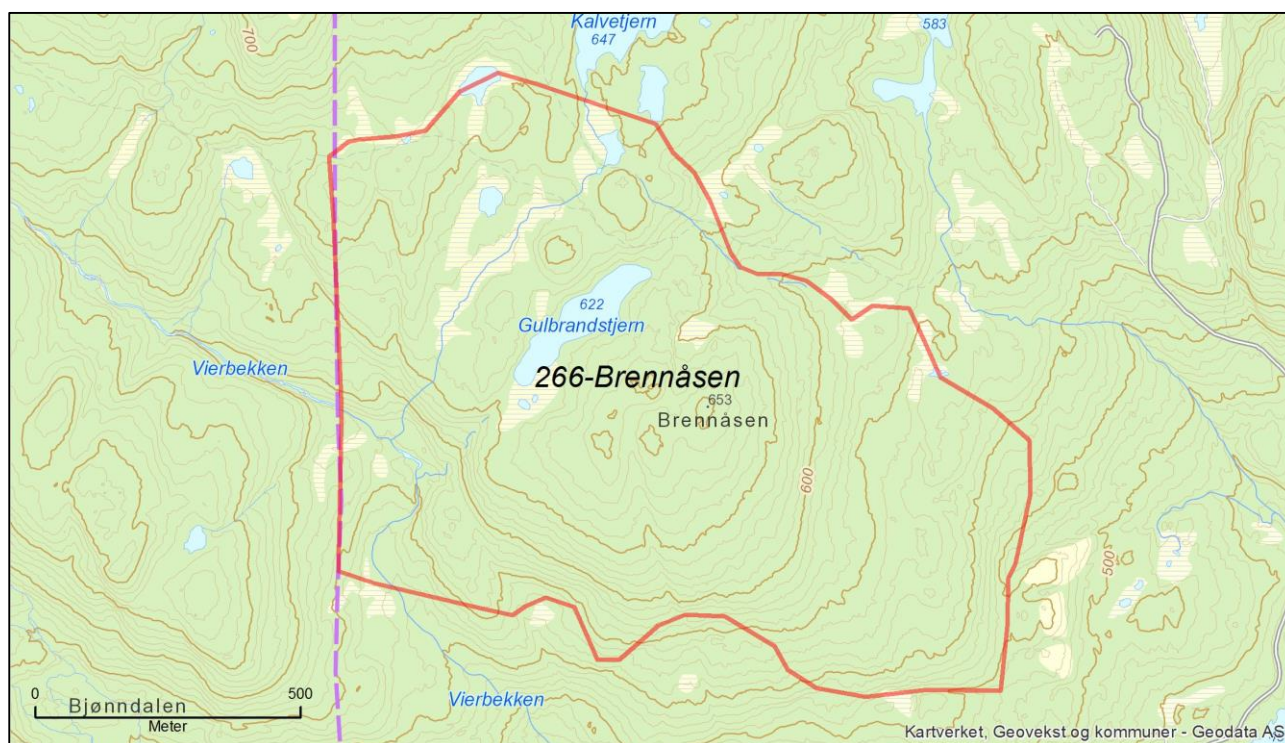 Kalvetjern
647
583
700
622
Gulbrandstjern
Vierbekken
266-Brennåsen
653
Brennåsen
600
500
0
500
Bjønndalen
Meter
Vierbekken
Kartverket, Geovekst og kommuner - Geodata AS